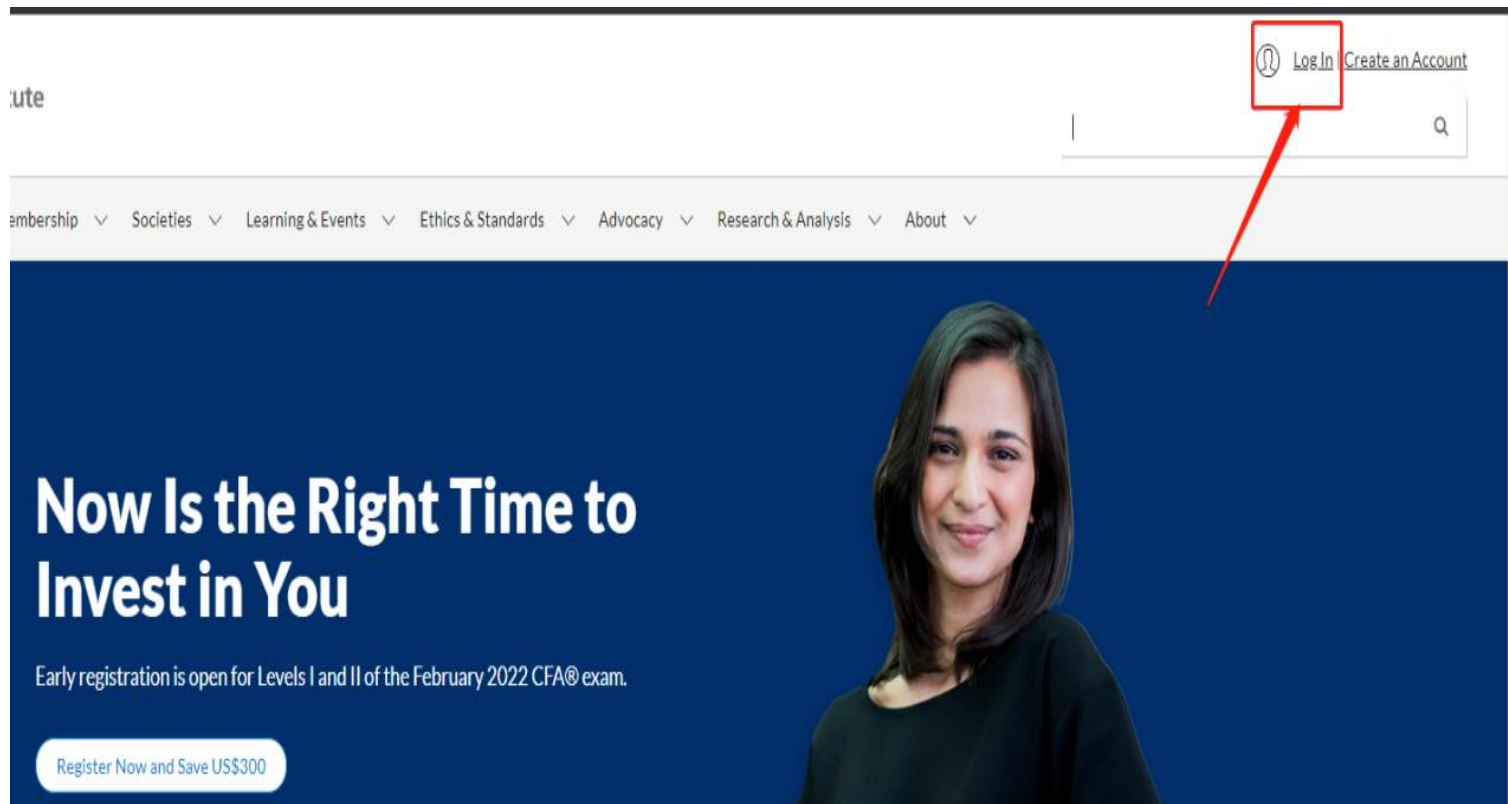 Log In | Create an Account
tute
embership Societies Learning & Events Ethics & Standards Advocacy Research & Analysis About
Now Is the Right Time to
Invest in You
Early registration is open for Levels I and II of the February 2022 CFA® exam.
Register Now and Save US$300